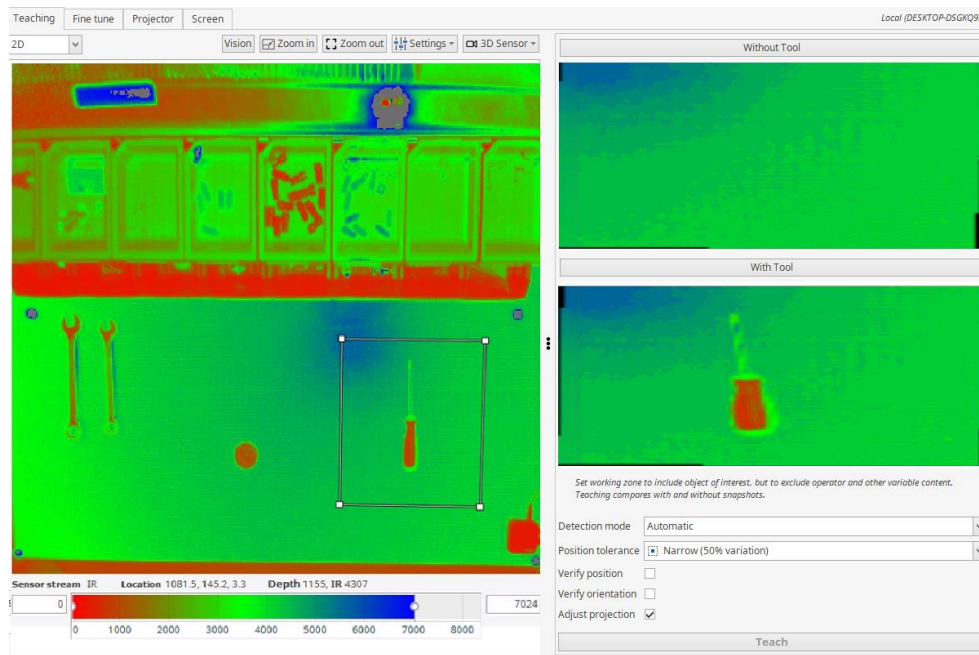 Teaching Fine tune Projector Screen Local (DESKTOP-DSGKQ9
2D Vision Zoom in Zoom out Settings 3D Sensor
Without Tool
With Tool
Set working zone to include object of interest, but to exclude operator and other variable content.
Teaching compares with and without snapshots.
Detection mode Automatic
Position tolerance Narrow (50% variation)
Verify position
Verify orientation
Adjust projection
Teach
Sensor stream IR Location 1081.5, 145.2, 3.3 Depth 1155, IR 4307
0 7024
0 1000 2000 3000 4000 5000 6000 7000 8000